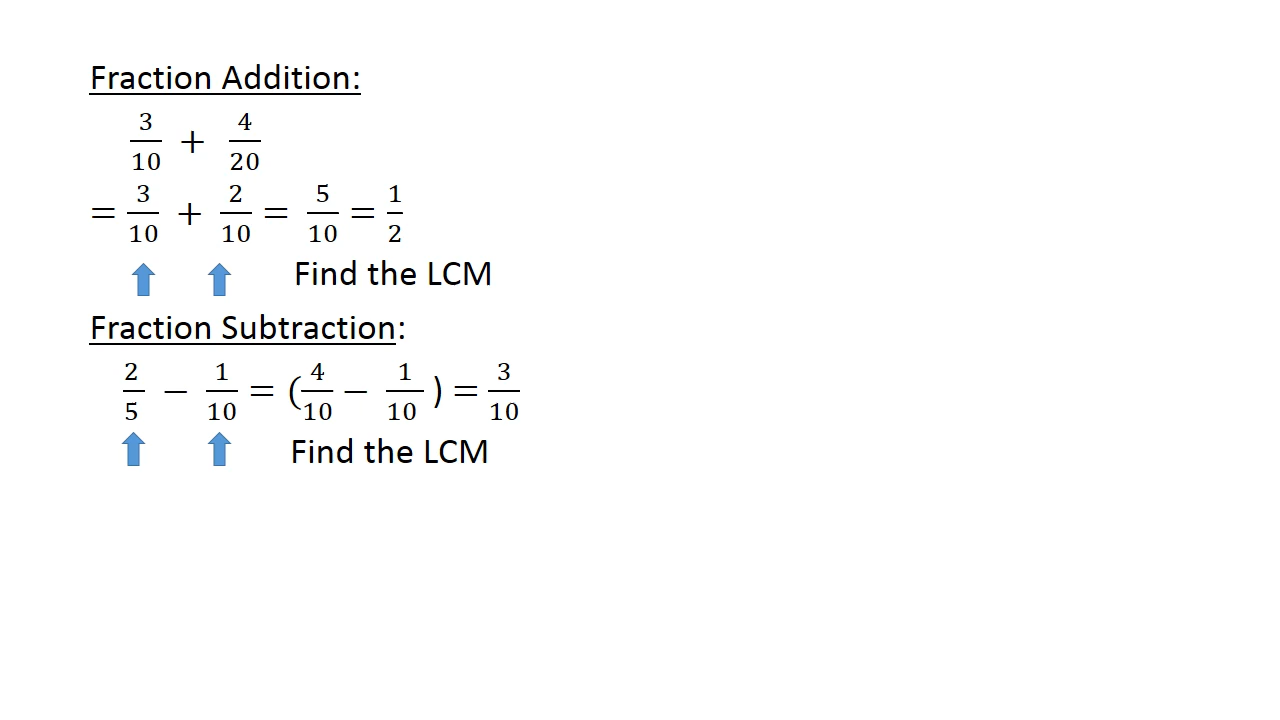 Fraction Addition:
3/10 + 4/20
= 3/10 + 2/10 = 5/10 = 1/2
Find the LCM
Fraction Subtraction:
2/5 − 1/10 = (4/10 − 1/10 ) = 3/10
Find the LCM